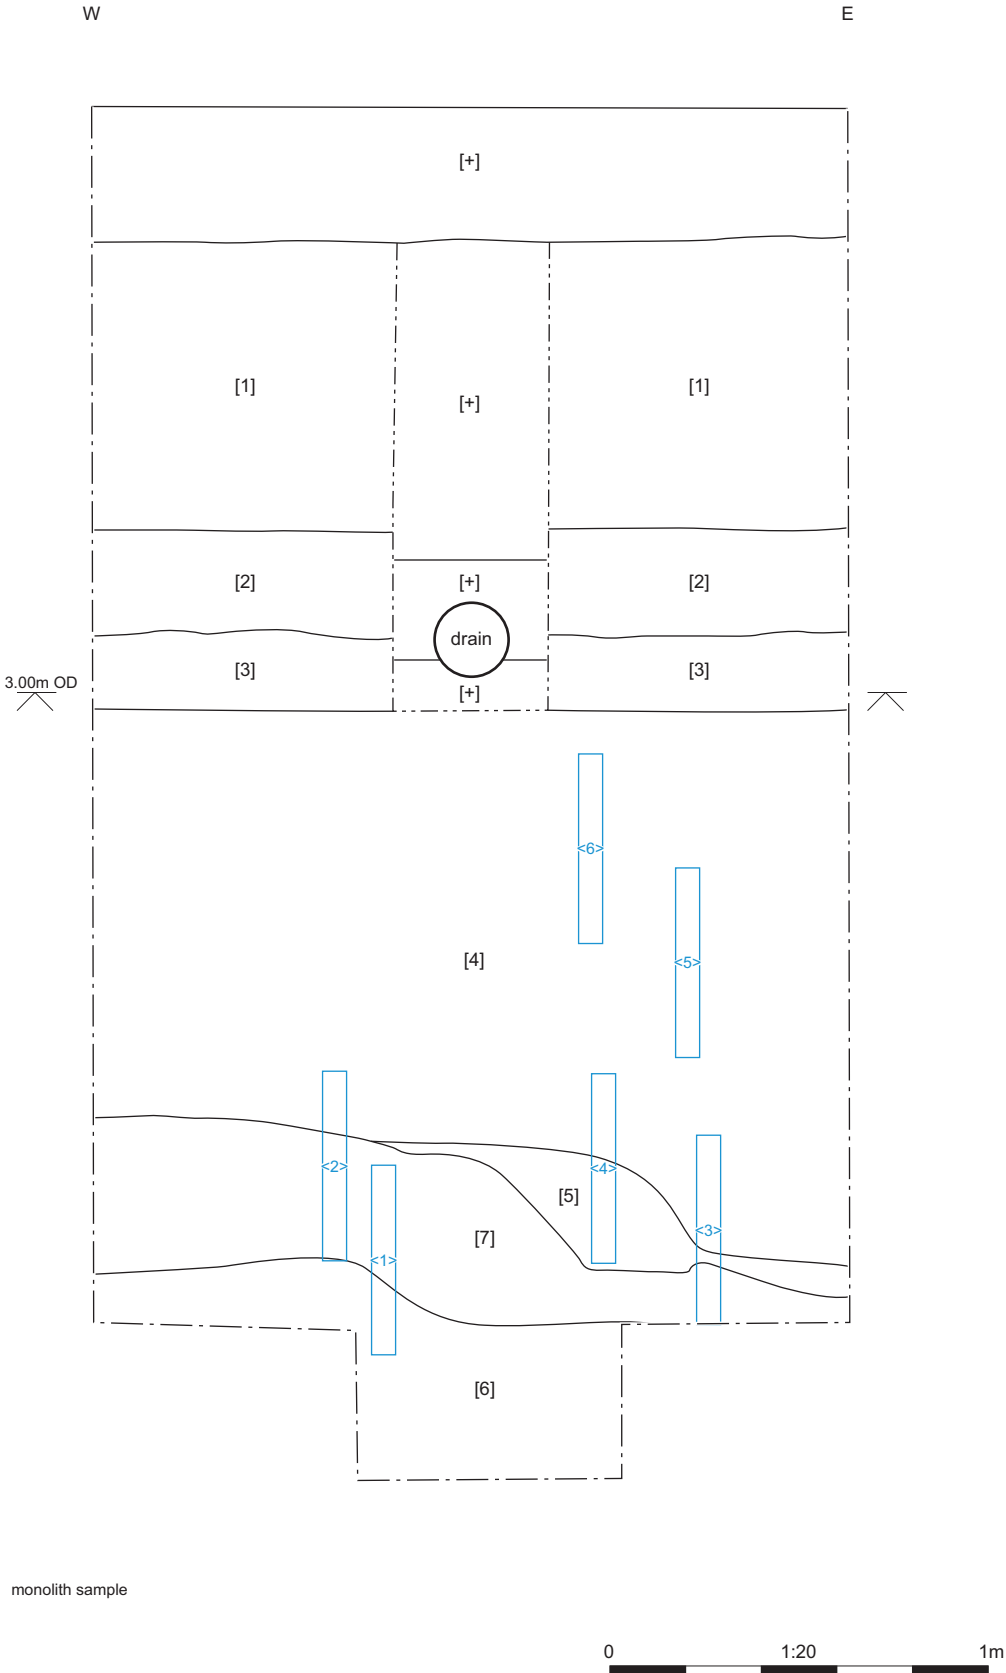 W E
[+]
[1] [+] [1]
[2] [+] [2]
drain
[3] [3]
3.00m OD
[+]
<6>
[4]
<5>
<2> <4>
[5]
<3>
[7]
<1>
[6]
monolith sample
0 1:20 1m